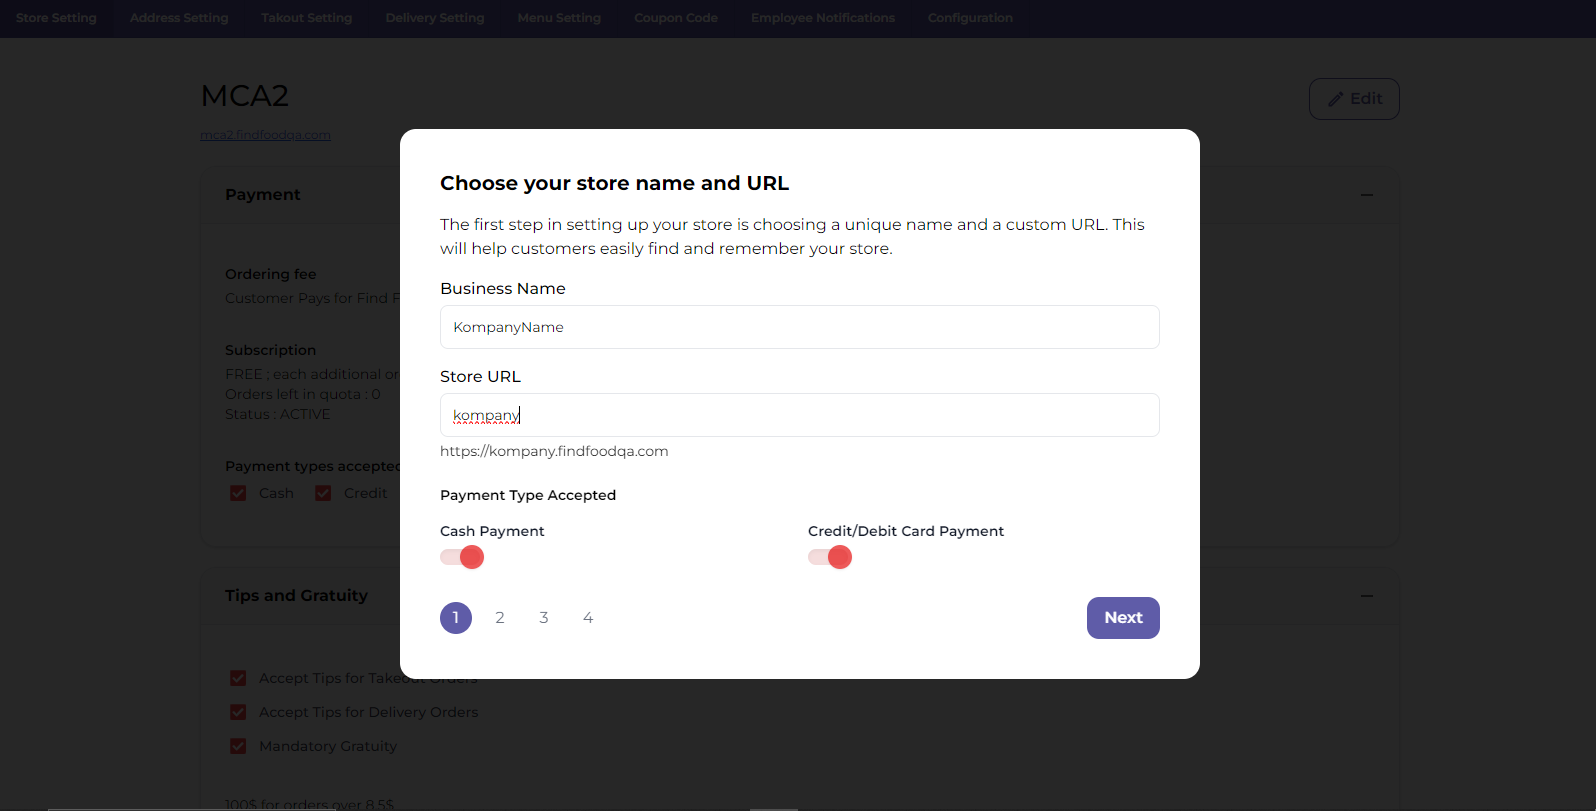 Store Setting Address Setting Takout Setting Delivery Setting Menu Setting Coupon Code Employee Notifications Configuration
MCA2
Edit
mca2.findfoodqa.com
Payment
Ordering fee
Customer Pays for Find F
Subscription
FREE : each additional or
Orders left in quota : 0
Status : ACTIVE
Payment types accepted
Cash Credit
Tips and Gratuity
Accept Tips for Takeout Orders
Accept Tips for Delivery Orders
Mandatory Gratuity
100$ for orders over 8.5$
Choose your store name and URL
The first step in setting up your store is choosing a unique name and a custom URL. This
will help customers easily find and remember your store.
Business Name
KompanyName
Store URL
kompany
https://kompany.findfoodqa.com
Payment Type Accepted
Cash Payment Credit/Debit Card Payment
1 2 3 4
Next